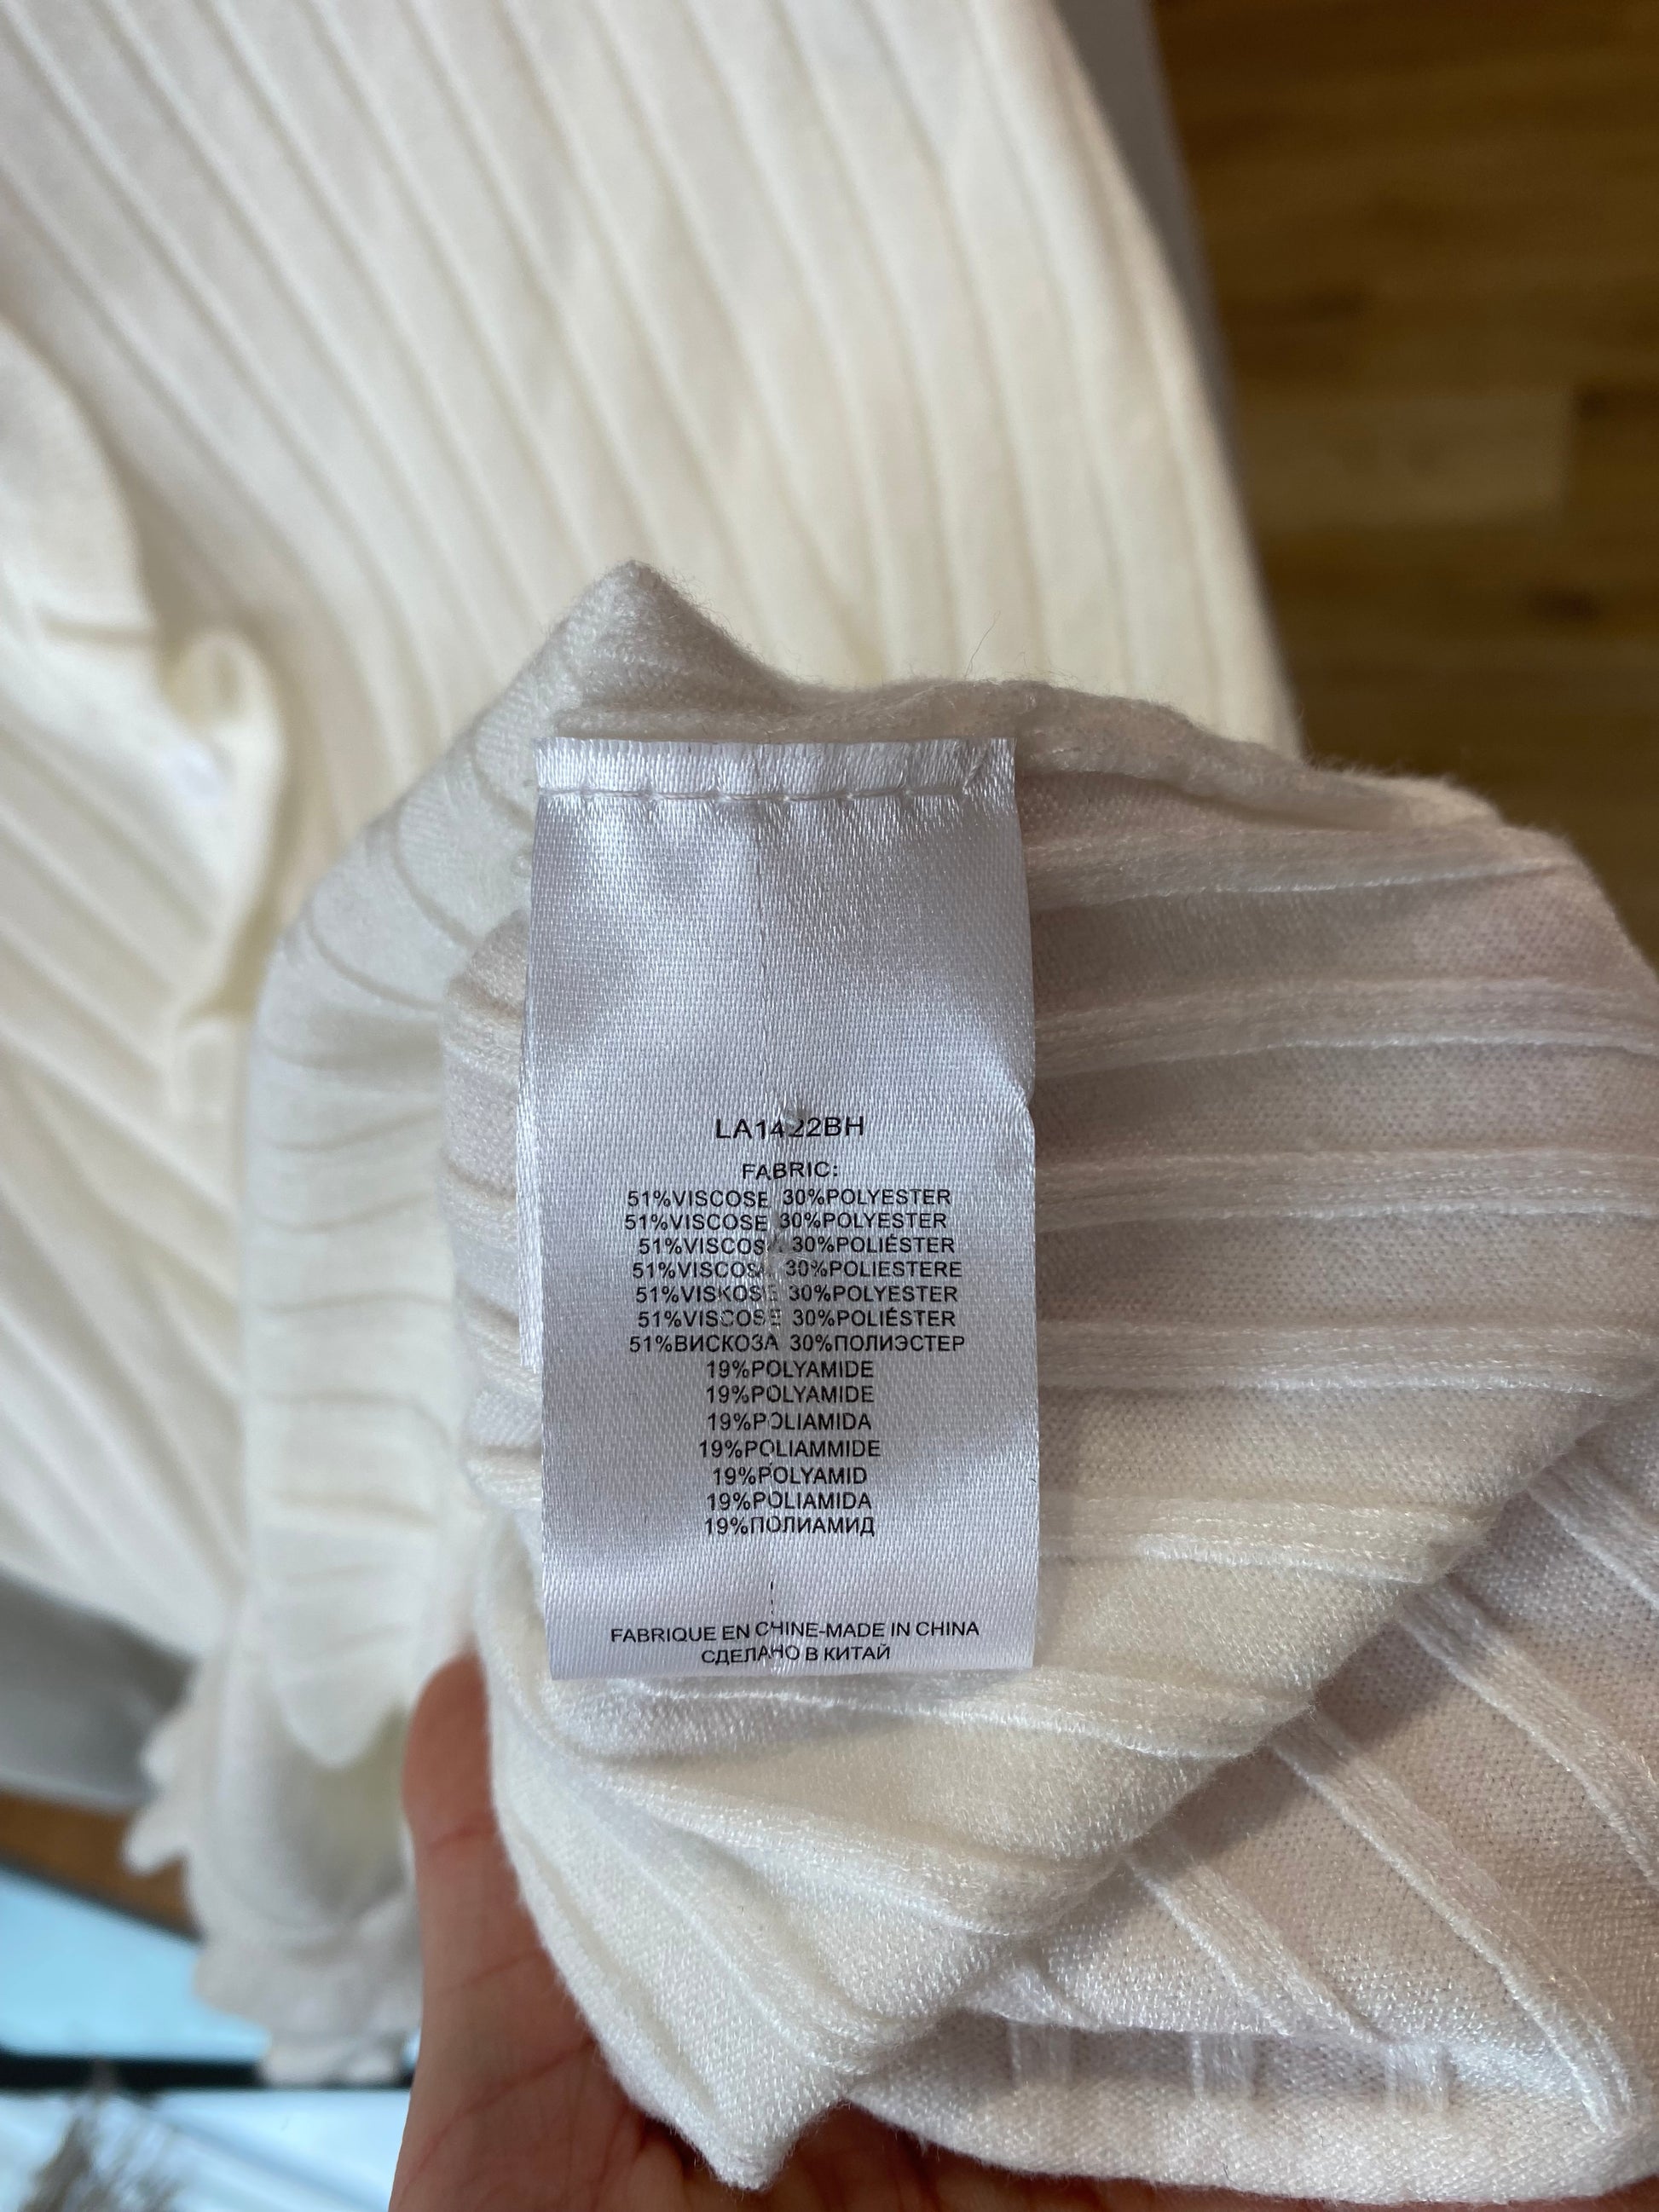 LA1422BH
FABRIC:
51%VISCOSE 30%POLYESTER
51%VISCOSE 30%POLYESTER
51%VISCOSA 30%POLIÉSTER
51%VISCOSA 30%POLIESTERE
51%VISKOSE 30%POLYESTER
51%VISCOSE 30%POLIÉSTER
51%ВИСКОЗА 30%ПОЛИЭСТЕР
19%POLYAMIDE
19%POLYAMIDE
19%POLIAMIDA
19%POLIAMMIDE
19%POLYAMID
19%POLIAMIDA
19%ПОЛИАМИД
FABRIQUE EN CHINE-MADE IN CHINA
СДЕЛАНО В КИТАЙ